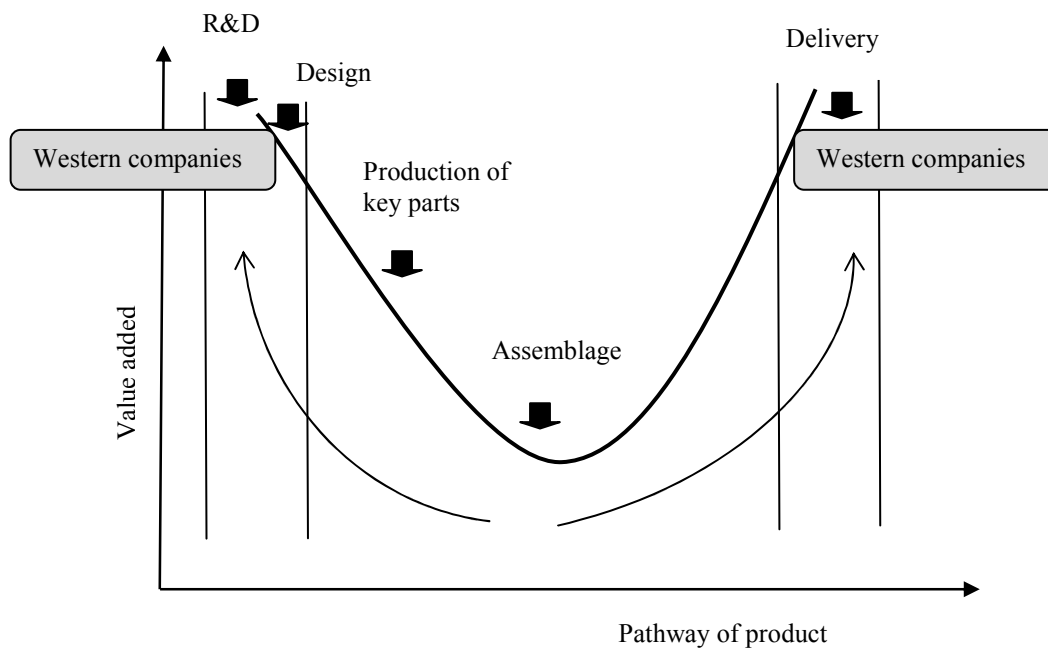 R&D
Delivery
Design
Western companies
Western companies
Production of
key parts
Assemblage
Value added
Pathway of product